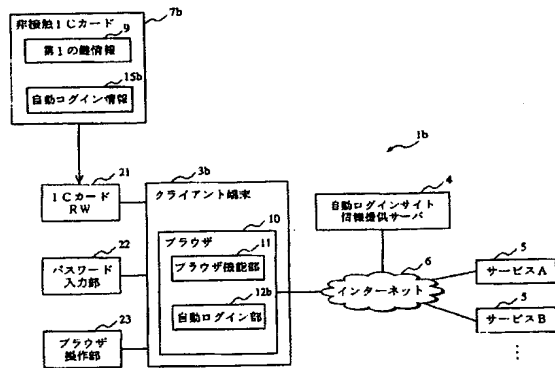 非接触ICカード
7b
9
第1の鍵情報
15b
自動ログイン情報
1b
21
ICカード
RW
3b
クライアント端末
4
自動ログインサイト
情報提供サーバ
10
ブラウザ
22
パスワード
入力部
11
ブラウザ機能部
6
インターネット
5
サービスA
12b
自動ログイン部
5
サービスB
23
ブラウザ
操作部
⋮